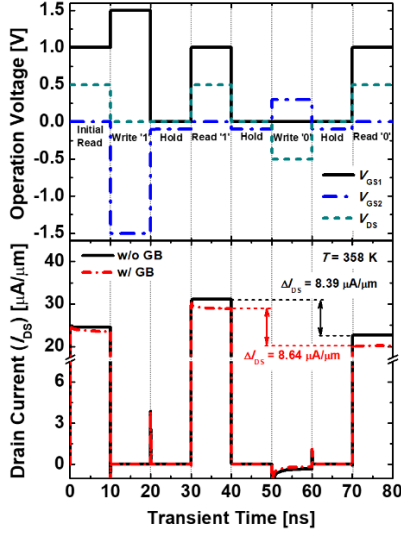 Operation Voltage [V]
1.5
1.0
0.5
0.0
-0.5
-1.0
-1.5
Initial
Read
Write '1'
Hold
Read '1'
Hold
Write '0'
Hold
Read '0'
V_GS1
V_GS2
V_DS
Drain Current (I_DS) [μA/μm]
40
30
20
6
3
0
w/o GB
w/ GB
T = 358 K
ΔI_DS = 8.39 μA/μm
ΔI_DS = 8.64 μA/μm
0 10 20 30 40 50 60 70 80
Transient Time [ns]